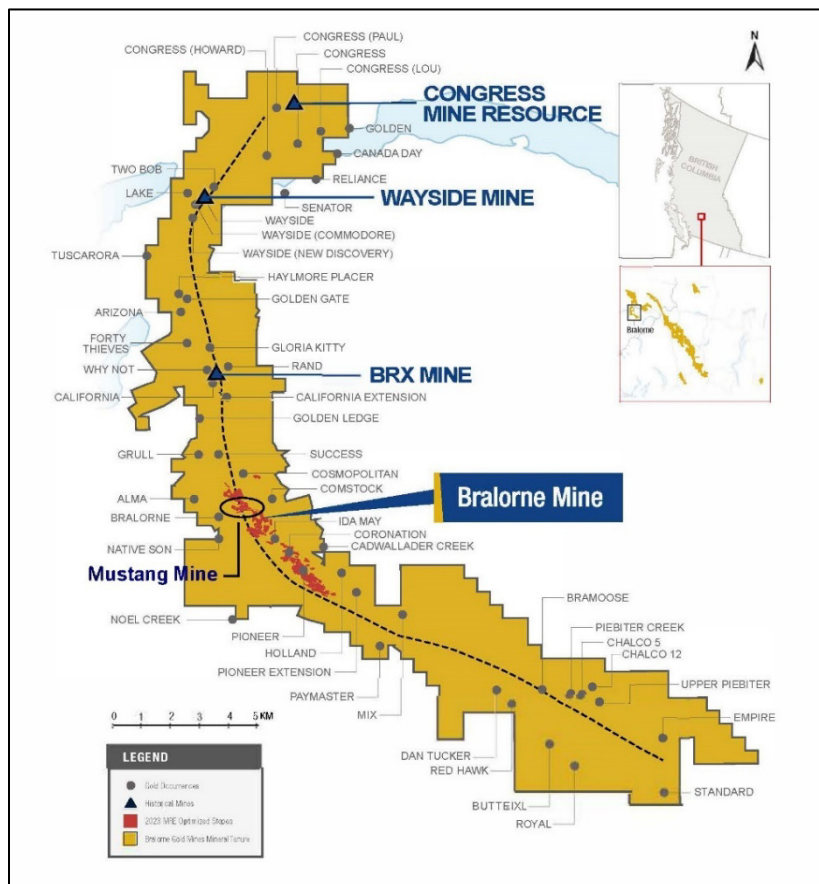 CONGRESS (PAUL)
CONGRESS (HOWARD)
CONGRESS
CONGRESS (LOU)
N
CONGRESS
MINE RESOURCE
GOLDEN
CANADA DAY
TWO BOB
RELIANCE
LAKE
WAYSIDE MINE
SENATOR
WAYSIDE
WAYSIDE (COMMODORE)
TUSCARORA
WAYSIDE (NEW DISCOVERY)
HAYLMORE PLACER
GOLDEN GATE
ARIZONA
FORTY
THIEVES
GLORIA KITTY
WHY NOT
RAND
BRX MINE
CALIFORNIA
CALIFORNIA EXTENSION
GOLDEN LEDGE
GRULL
SUCCESS
COSMOPOLITAN
COMSTOCK
Bralorne Mine
ALMA
BRALORNE
IDA MAY
CORONATION
NATIVE SON
CADWALLADER CREEK
Mustang Mine
NOEL CREEK
PIONEER
HOLLAND
PIONEER EXTENSION
PAYMASTER
MIX
BRAMOOSE
PIEBITER CREEK
CHALCO 5
CHALCO 12
UPPER PIEBITER
EMPIRE
DAN TUCKER
RED HAWK
BUTTEIXL
ROYAL
STANDARD
BRITISH
COLUMBIA
Bralorne
0 1 2 3 4 5 KM
LEGEND
Gold Occurrences
Historical Mines
2023 MRE Optimized Stopes
Bralorne Gold Mines Mineral Tenure